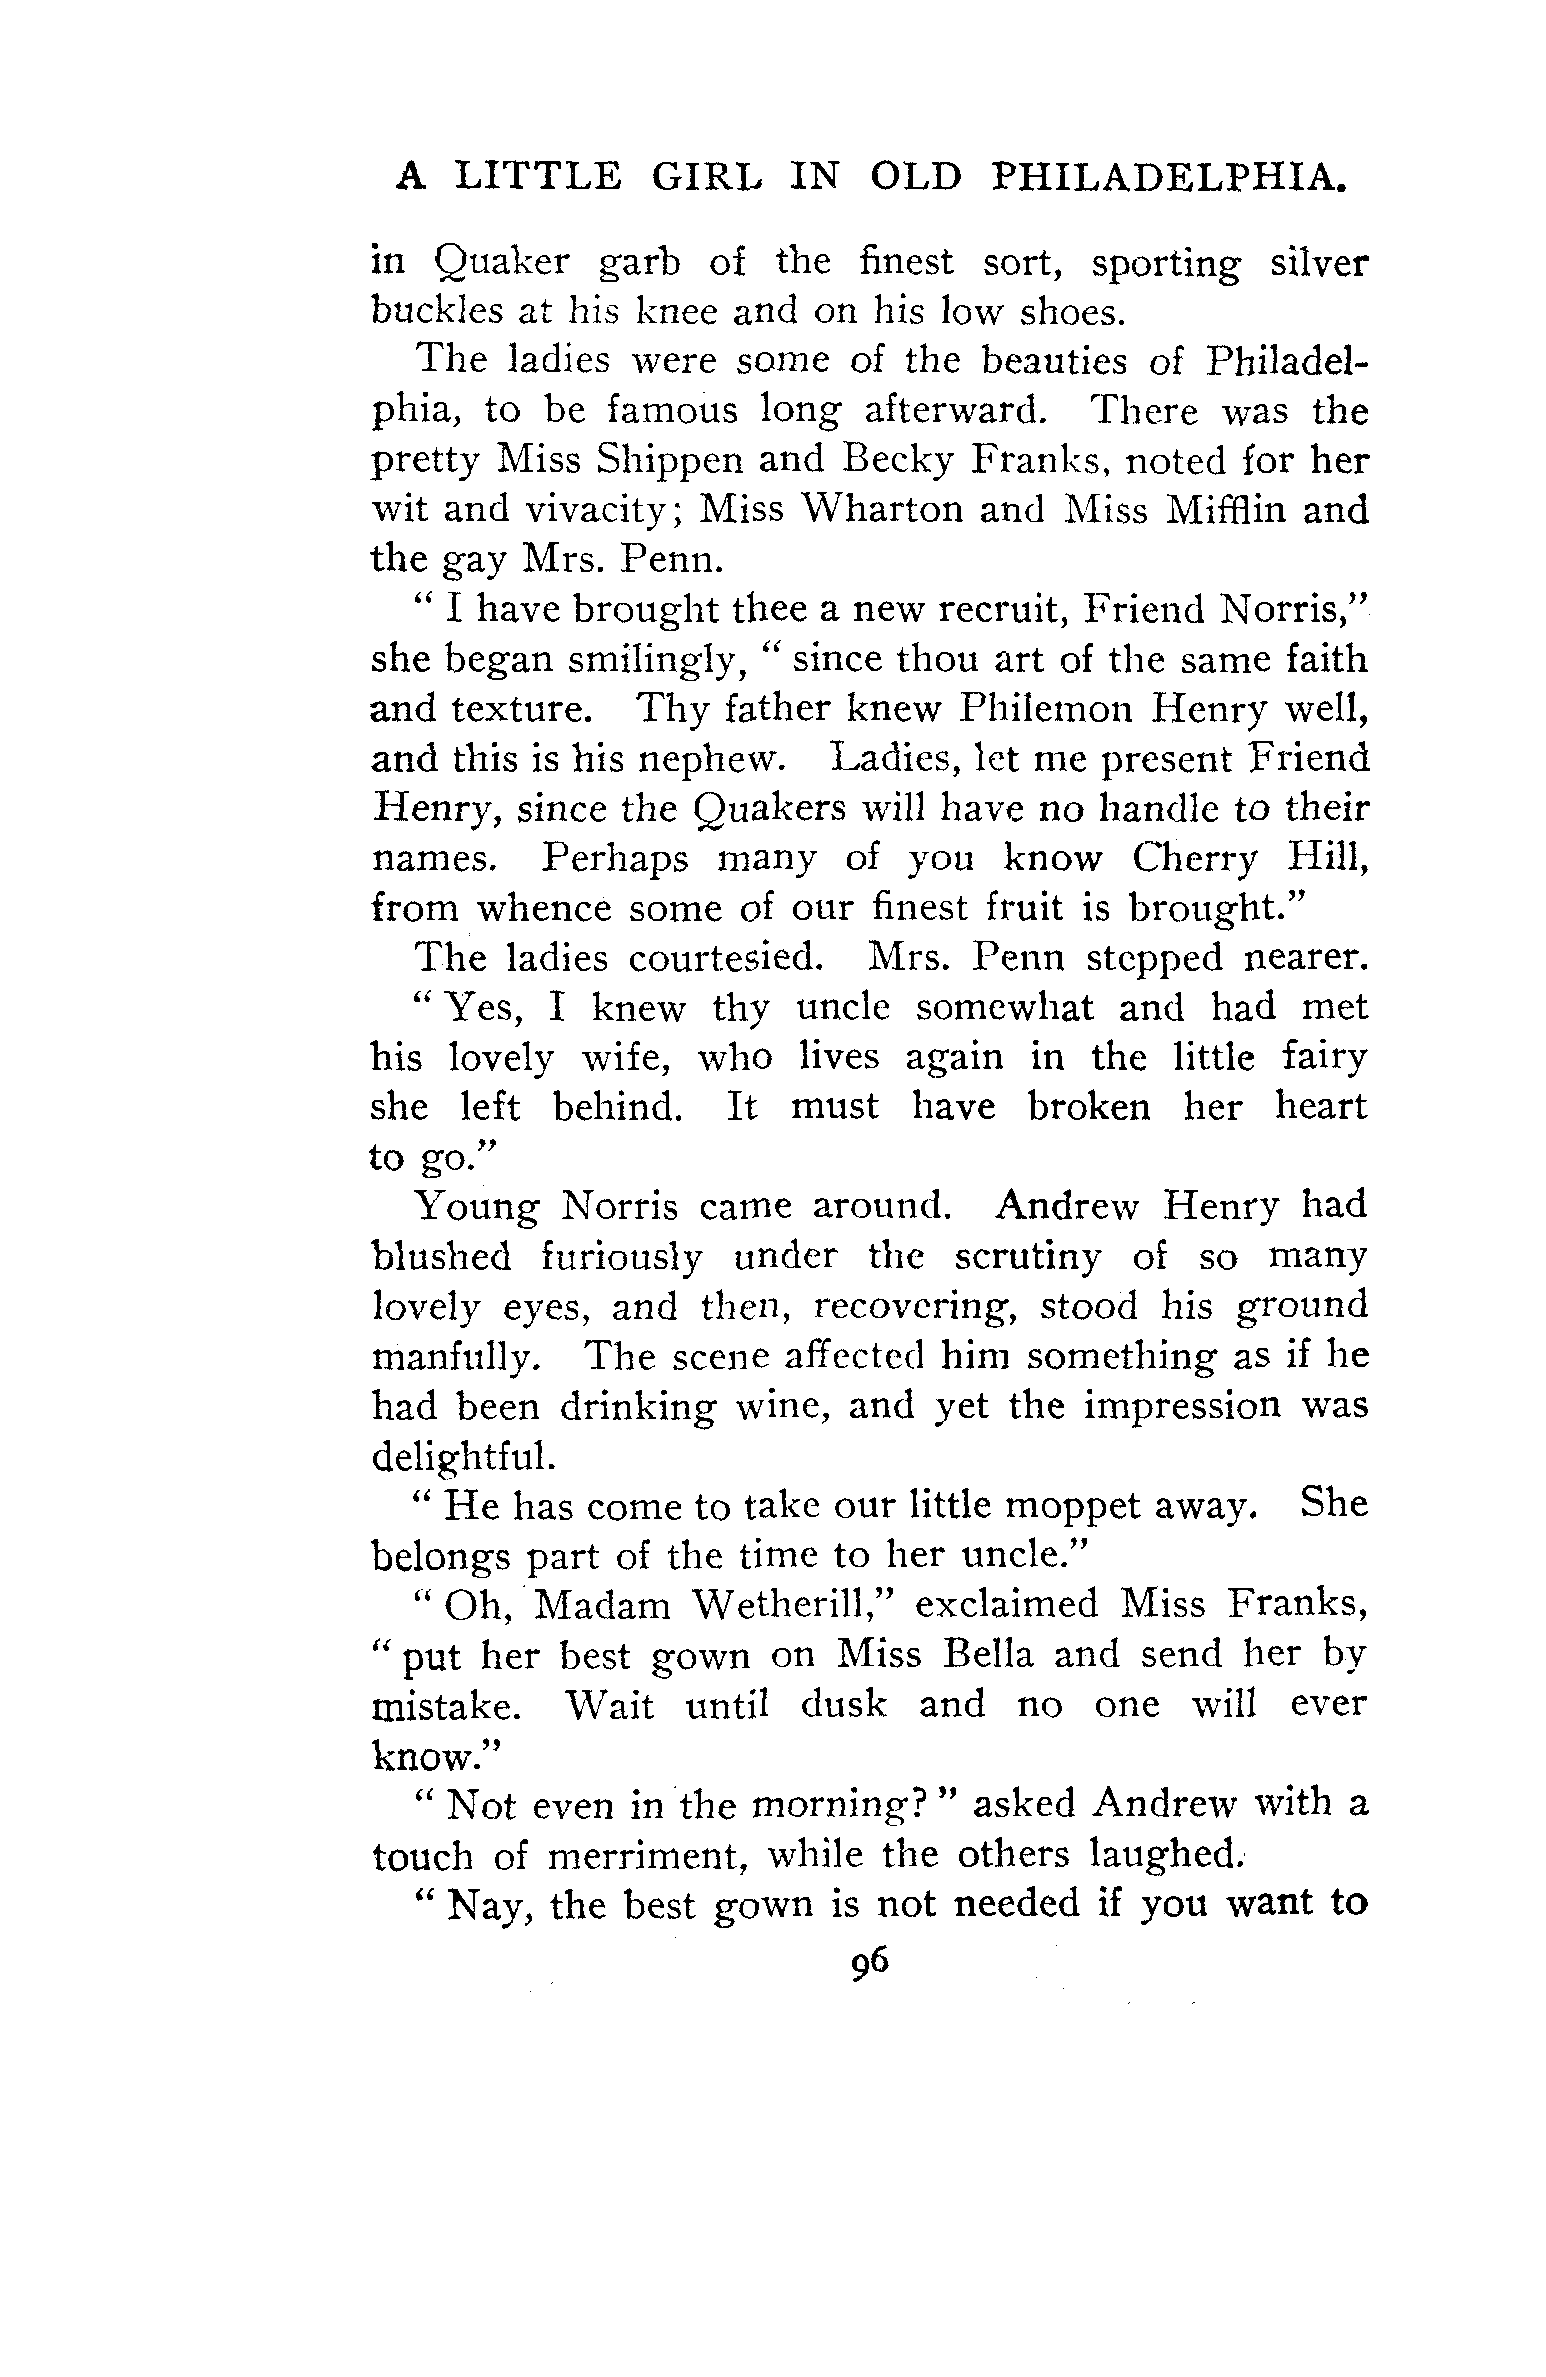 A LITTLE GIRL IN OLD PHILADELPHIA.
in Quaker garb of the finest sort, sporting silver
buckles at his knee and on his low shoes.
The ladies were some of the beauties of Philadel-
phia, to be famous long afterward. There was the
pretty Miss Shippen and Becky Franks, noted for her
wit and vivacity; Miss Wharton and Miss Mifflin and
the gay Mrs. Penn.
“ I have brought thee a new recruit, Friend Norris,”
she began smilingly, “ since thou art of the same faith
and texture. Thy father knew Philemon Henry well,
and this is his nephew. Ladies, let me present Friend
Henry, since the Quakers will have no handle to their
names. Perhaps many of you know Cherry Hill,
from whence some of our finest fruit is brought.”
The ladies courtesied. Mrs. Penn stepped nearer.
“ Yes, I knew thy uncle somewhat and had met
his lovely wife, who lives again in the little fairy
she left behind. It must have broken her heart
to go.”
Young Norris came around. Andrew Henry had
blushed furiously under the scrutiny of so many
lovely eyes, and then, recovering, stood his ground
manfully. The scene affected him something as if he
had been drinking wine, and yet the impression was
delightful.
“ He has come to take our little moppet away. She
belongs part of the time to her uncle.”
“ Oh, Madam Wetherill,” exclaimed Miss Franks,
“ put her best gown on Miss Bella and send her by
mistake. Wait until dusk and no one will ever
know.”
“ Not even in the morning? ” asked Andrew with a
touch of merriment, while the others laughed.
“ Nay, the best gown is not needed if you want to
96